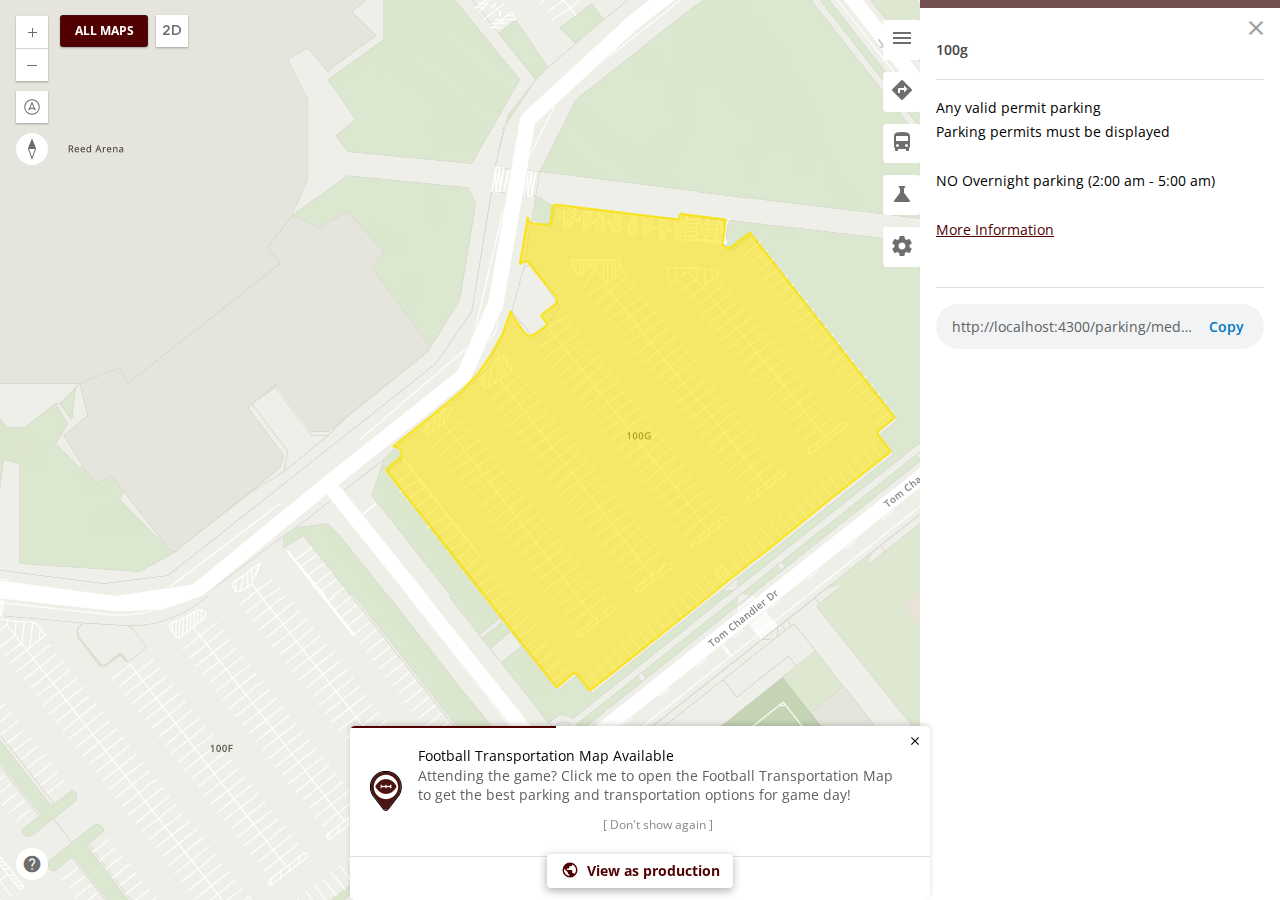 ALL MAPS
2D
Reed Arena
100G
Tom Cha
Tom Chandler Dr
100F
100g
Any valid permit parking
Parking permits must be displayed
NO Overnight parking (2:00 am - 5:00 am)
More Information
http://localhost:4300/parking/med...
Copy
Football Transportation Map Available
Attending the game? Click me to open the Football Transportation Map
to get the best parking and transportation options for game day!
[ Don't show again ]
View as production